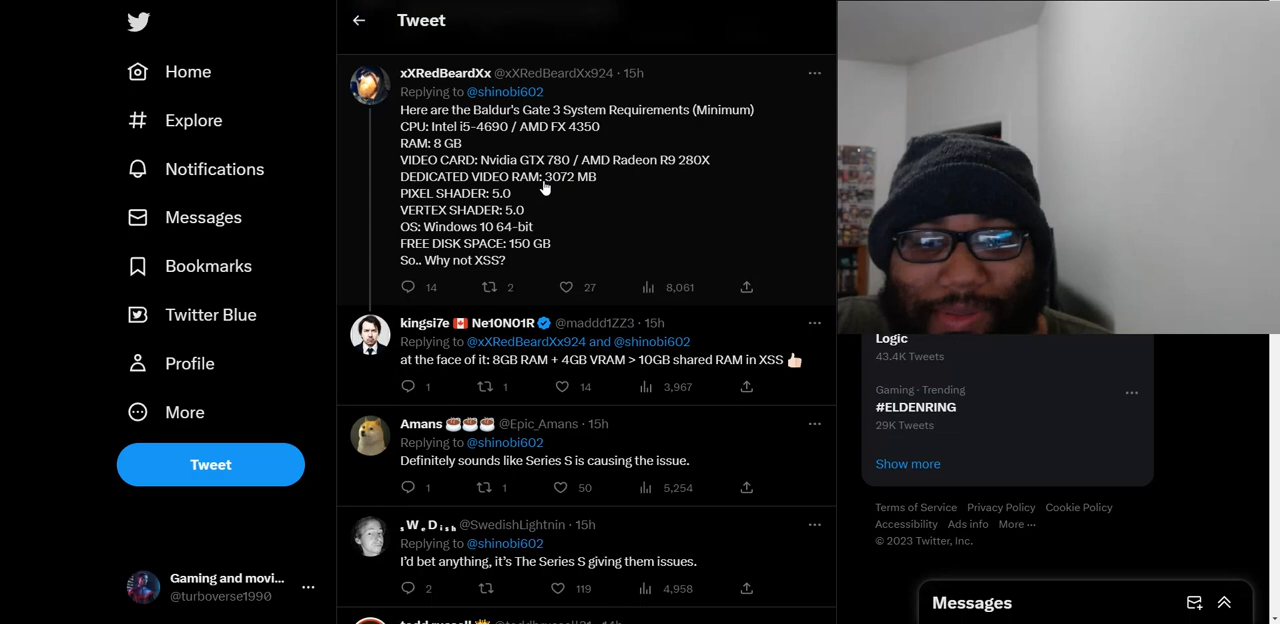 Tweet
Home
Explore
Notifications
Messages
Bookmarks
Twitter Blue
Profile
More
Tweet
Gaming and movi...
@turboverse1990
xXRedBeardXx @xXRedBeardXx924 · 15h
Replying to @shinobi602
Here are the Baldur's Gate 3 System Requirements (Minimum)
CPU: Intel i5-4690 / AMD FX 4350
RAM: 8 GB
VIDEO CARD: Nvidia GTX 780 / AMD Radeon R9 280X
DEDICATED VIDEO RAM: 3072 MB
PIXEL SHADER: 5.0
VERTEX SHADER: 5.0
OS: Windows 10 64-bit
FREE DISK SPACE: 150 GB
So.. Why not XSS?
14 2 27 8,061
kingsi7e 🇨🇦 Ne10N01R @maddd1ZZ3 · 15h
Replying to @xXRedBeardXx924 and @shinobi602
at the face of it: 8GB RAM + 4GB VRAM > 10GB shared RAM in XSS 👍🏻
1 1 14 3,967
Amans ☕☕☕ @Epic_Amans · 15h
Replying to @shinobi602
Definitely sounds like Series S is causing the issue.
1 1 50 5,254
ₛWₑDᵢₛₕ @SwedishLightnin · 15h
Replying to @shinobi602
I'd bet anything, it's The Series S giving them issues.
2 119 4,958
Logic
43.4K Tweets
Gaming · Trending
#ELDENRING
29K Tweets
Show more
Terms of Service Privacy Policy Cookie Policy
Accessibility Ads info More ...
© 2023 Twitter, Inc.
Messages